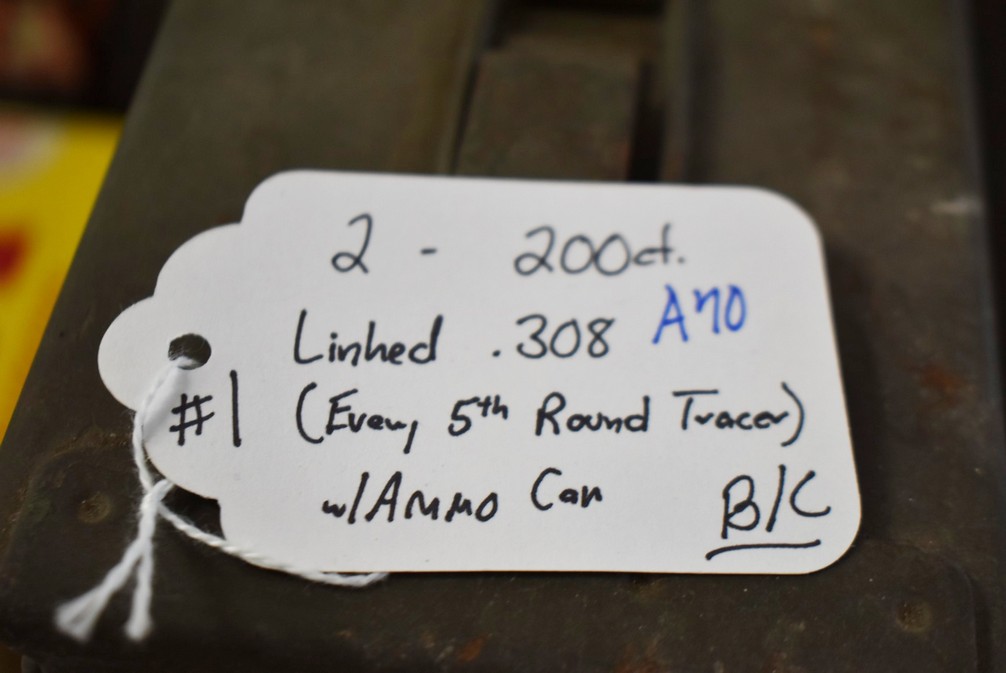 2 - 200ct.
Linked .308 A70
#1 (Every 5th Round Tracer)
w/Ammo Can B/C